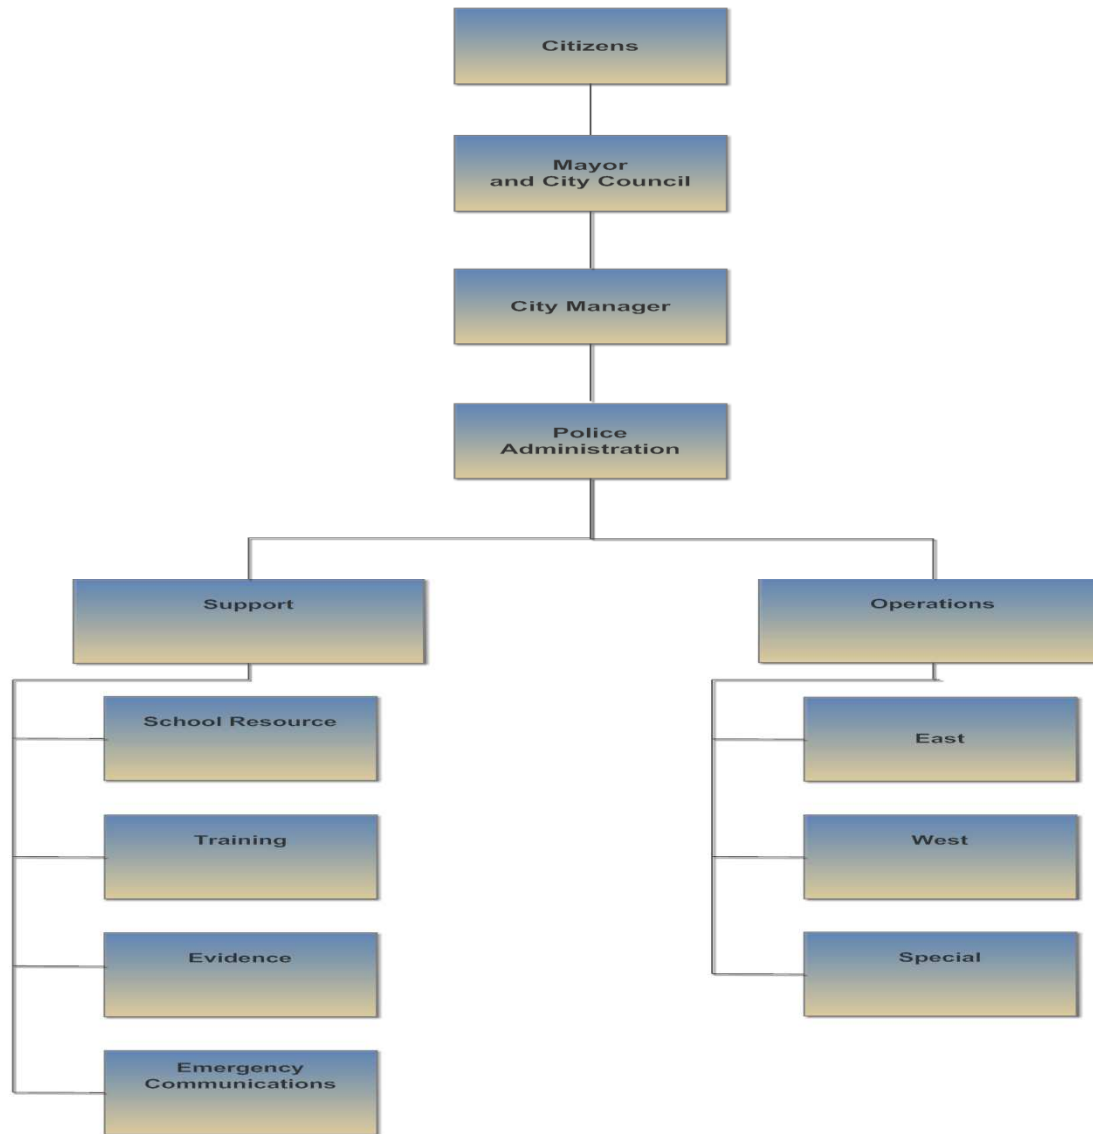 Citizens
Mayor
and City Council
City Manager
Police
Administration
Support
Operations
School Resource
East
Training
West
Evidence
Special
Emergency
Communications